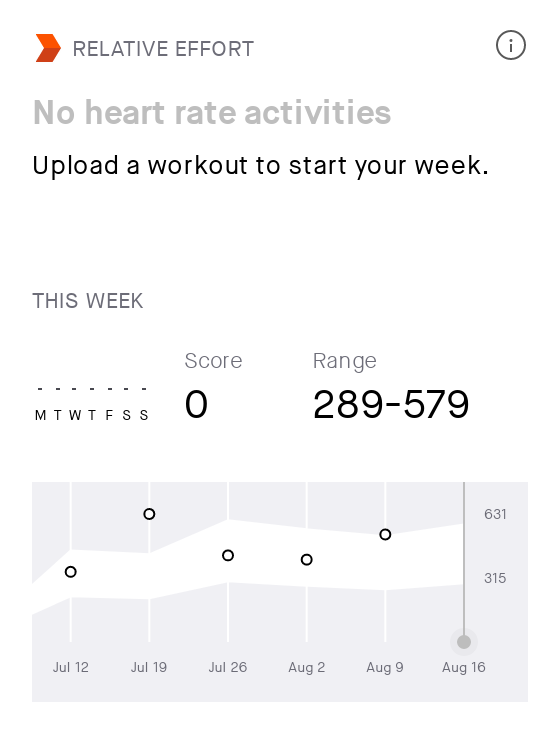 RELATIVE EFFORT
No heart rate activities
Upload a workout to start your week.
THIS WEEK
Score
Range
- - - - - - -
M T W T F S S
0
289-579
631
315
Jul 12
Jul 19
Jul 26
Aug 2
Aug 9
Aug 16